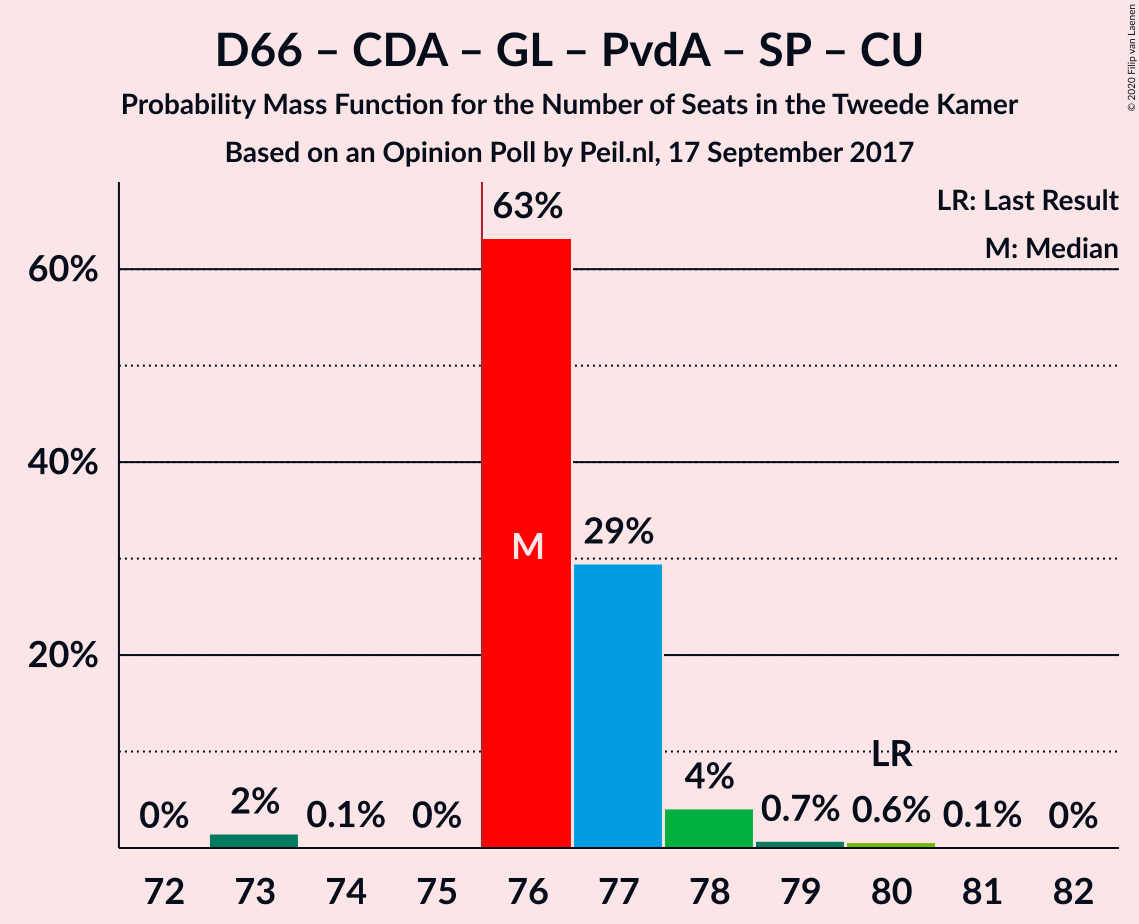 D66 – CDA – GL – PvdA – SP – CU
Probability Mass Function for the Number of Seats in the Tweede Kamer
Based on an Opinion Poll by Peil.nl, 17 September 2017
© 2020 Filip van Laenen
LR: Last Result
M: Median
60%
40%
20%
0%
2%
0.1%
0%
63%
M
29%
4%
0.7%
LR
0.6%
0.1%
0%
72 73 74 75 76 77 78 79 80 81 82